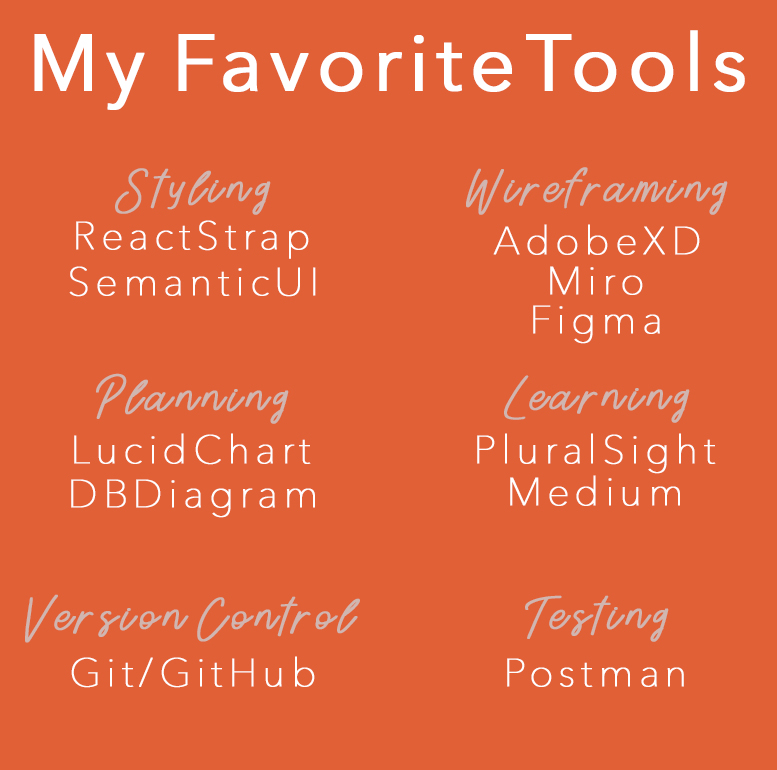 My Favorite Tools
Styling
ReactStrap
SemanticUI
Wireframing
AdobeXD
Miro
Figma
Planning
LucidChart
DBDiagram
Learning
PluralSight
Medium
Version Control
Git/GitHub
Testing
Postman